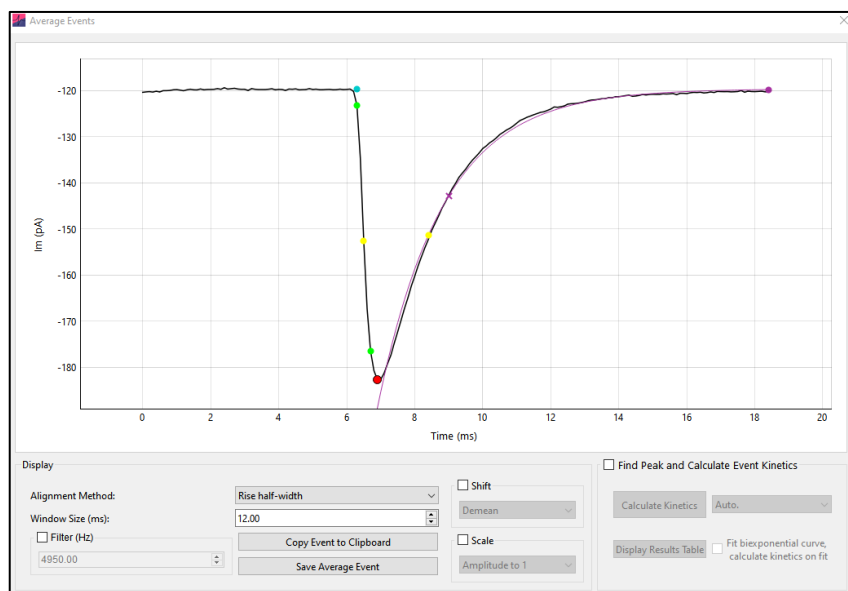 Average Events
-120
-130
-140
-150
-160
-170
-180
Im (pA)
0 2 4 6 8 10 12 14 16 18 20
Time (ms)
Display
Alignment Method: Rise half-width
Window Size (ms): 12.00
Filter (Hz)
4950.00
Copy Event to Clipboard
Save Average Event
Shift
Demean
Scale
Amplitude to 1
Find Peak and Calculate Event Kinetics
Calculate Kinetics Auto.
Display Results Table
Fit biexponential curve,
calculate kinetics on fit